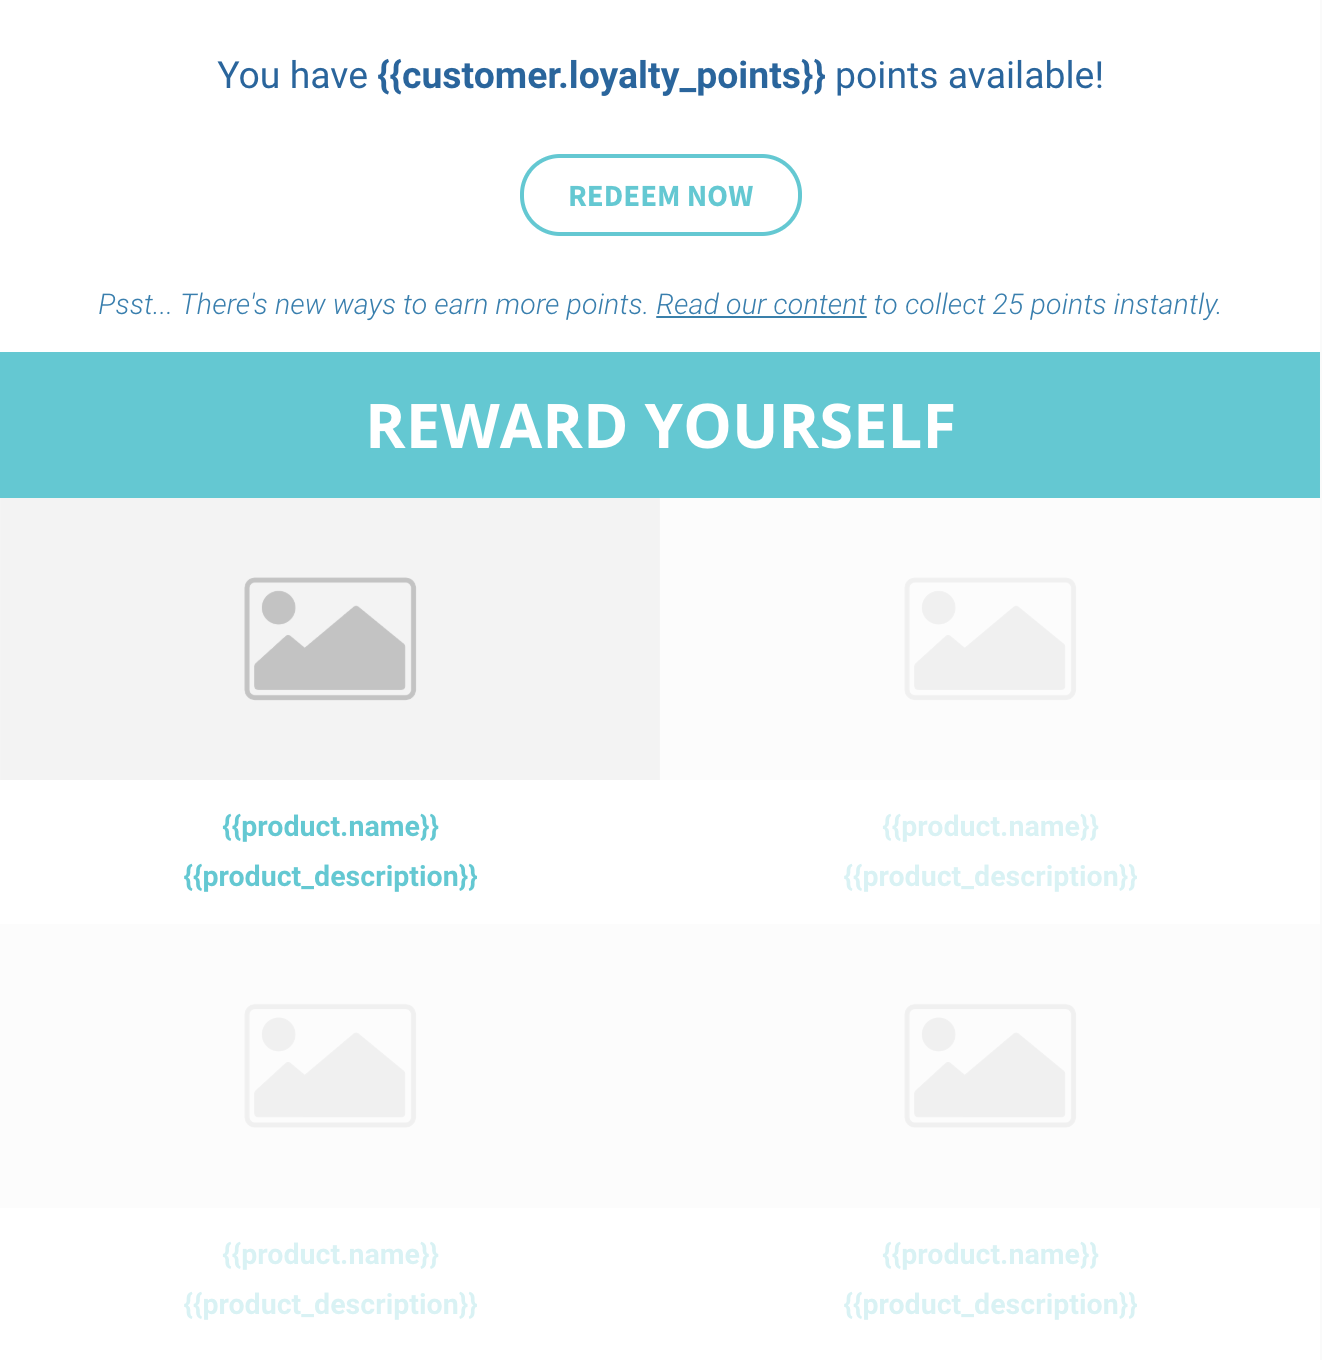 You have {{customer.loyalty_points}} points available!
REDEEM NOW
Psst... There's new ways to earn more points. Read our content to collect 25 points instantly.
REWARD YOURSELF
{{product.name}}
{{product_description}}
{{product.name}}
{{product_description}}
{{product.name}}
{{product_description}}
{{product.name}}
{{product_description}}